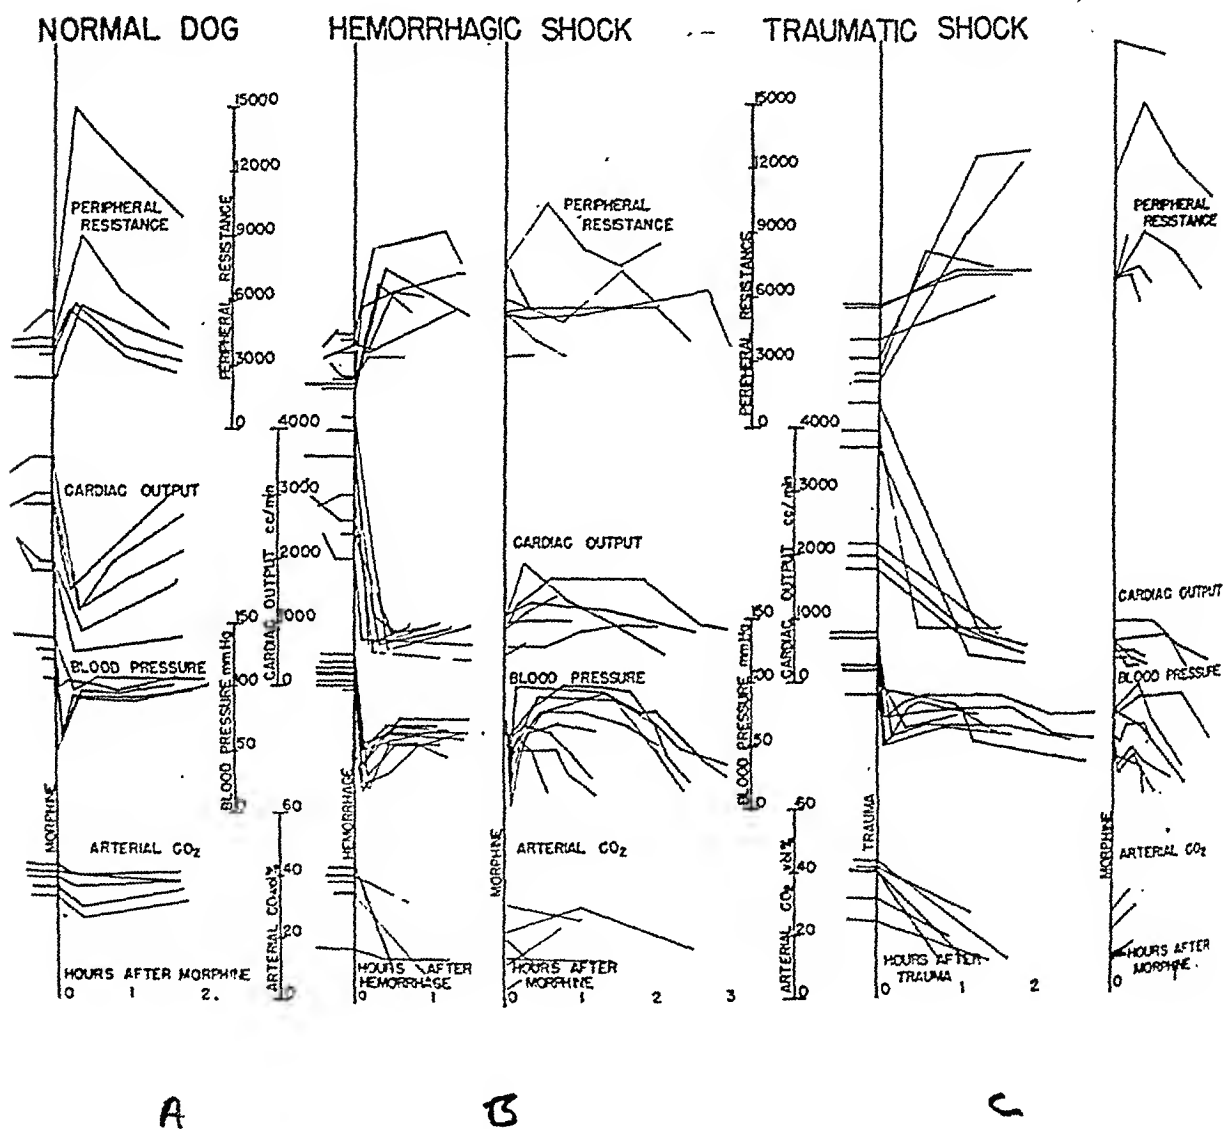 NORMAL DOG
HEMORRHAGIC SHOCK
TRAUMATIC SHOCK
PERIPHERAL
RESISTANCE
PERIPHERAL RESISTANCE
15000
12000
9000
6000
3000
0
CARDIAC OUTPUT
CARDIAC OUTPUT cc/min
4000
3000
2000
1000
0
BLOOD PRESSURE
BLOOD PRESSURE mmHg
150
100
50
MORPHINE
ARTERIAL CO2
ARTERIAL CO2 vol%
60
40
20
0
HOURS AFTER MORPHINE
0 1 2.
HEMORRHAGE
HOURS AFTER
HEMORRHAGE
0 1
PERIPHERAL
RESISTANCE
CARDIAC OUTPUT
BLOOD PRESSURE
MORPHINE
ARTERIAL CO2
HOURS AFTER
MORPHINE
0 1 2 3
PERIPHERAL RESISTANCE
15000
12000
9000
6000
3000
0
CARDIAC OUTPUT cc/min
4000
3000
2000
1000
0
BLOOD PRESSURE mmHg
150
100
50
0
ARTERIAL CO2 vol%
50
40
20
0
TRAUMA
HOURS AFTER
TRAUMA
0 1 2
PERIPHERAL
RESISTANCE
CARDIAC OUTPUT
BLOOD PRESSURE
MORPHINE
ARTERIAL CO2
HOURS AFTER
MORPHINE
0 1
A
B
C